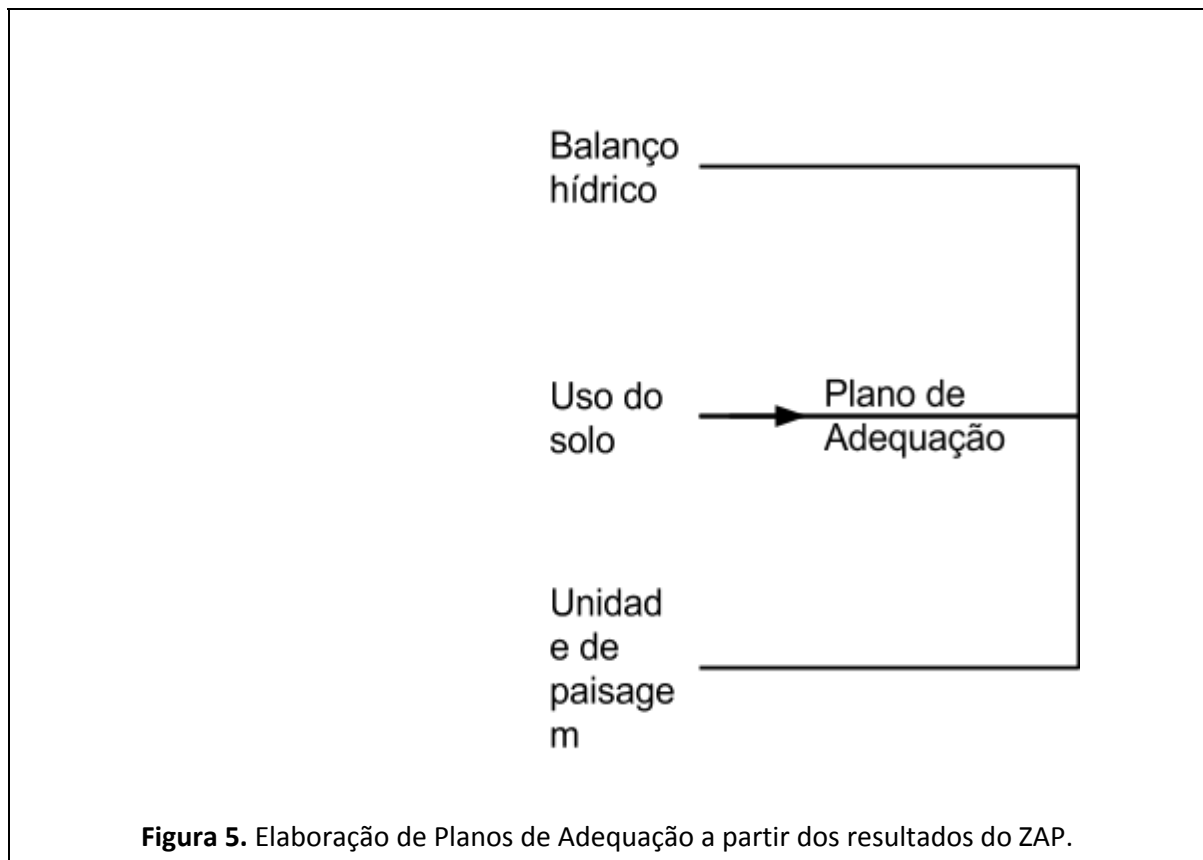 Balanço
hídrico
Uso do
solo
Plano de
Adequação
Unidad
e de
paisage
m
Figura 5. Elaboração de Planos de Adequação a partir dos resultados do ZAP.